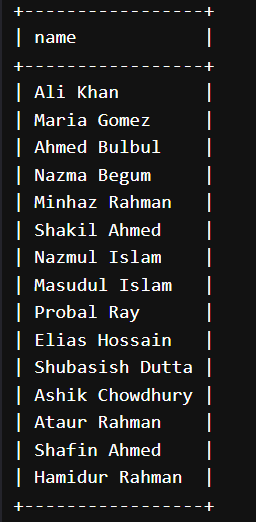 +-----------------+
| name            |
+-----------------+
| Ali Khan        |
| Maria Gomez     |
| Ahmed Bulbul    |
| Nazma Begum     |
| Minhaz Rahman   |
| Shakil Ahmed    |
| Nazmul Islam    |
| Masudul Islam   |
| Probal Ray      |
| Elias Hossain   |
| Shubasish Dutta |
| Ashik Chowdhury |
| Ataur Rahman    |
| Shafin Ahmed    |
| Hamidur Rahman  |
+-----------------+